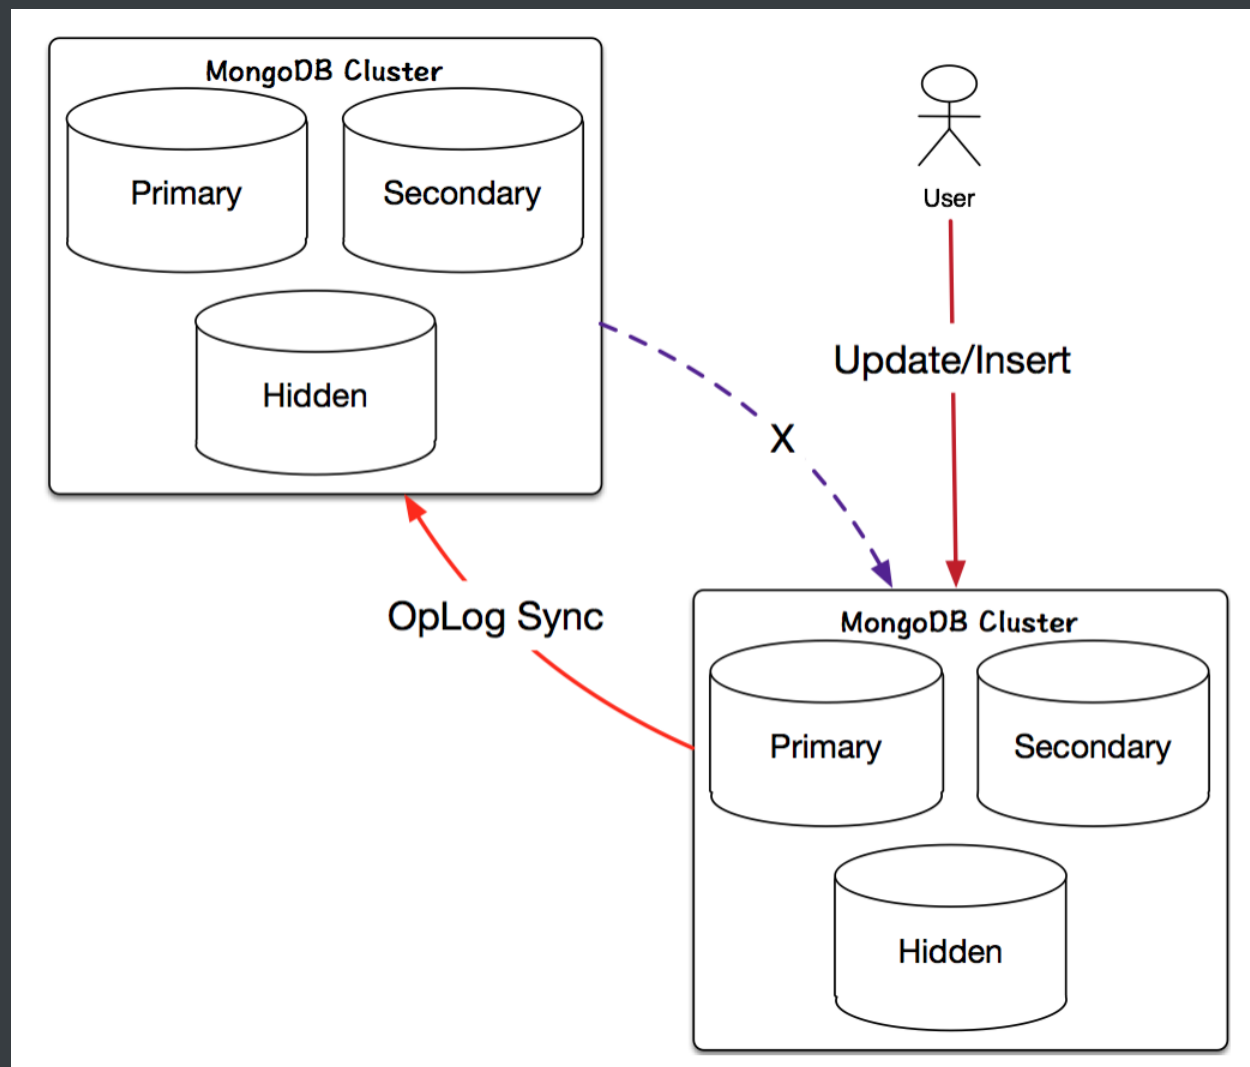 MongoDB Cluster
Primary
Secondary
Hidden
User
Update/Insert
X
OpLog Sync
MongoDB Cluster
Primary
Secondary
Hidden